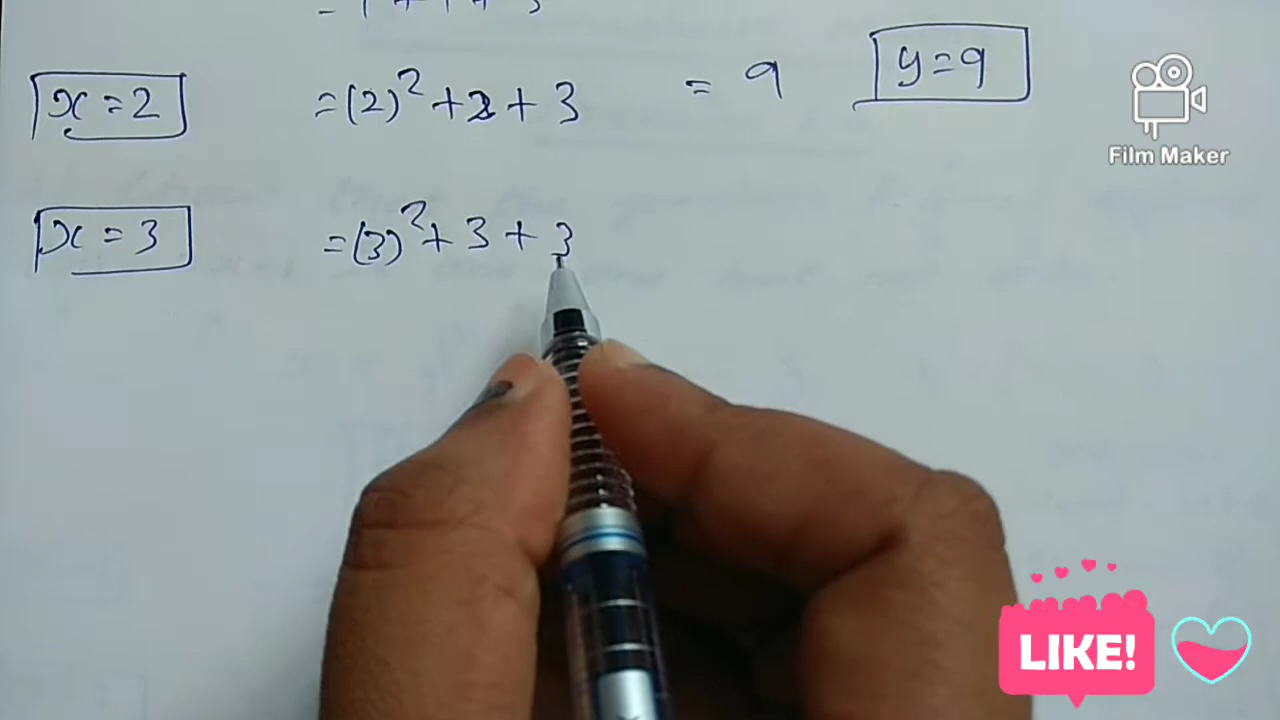 x = 2 = (2)² + 2 + 3 = 9 y = 9
Film Maker
x = 3 = (3)² + 3 + 3
LIKE!